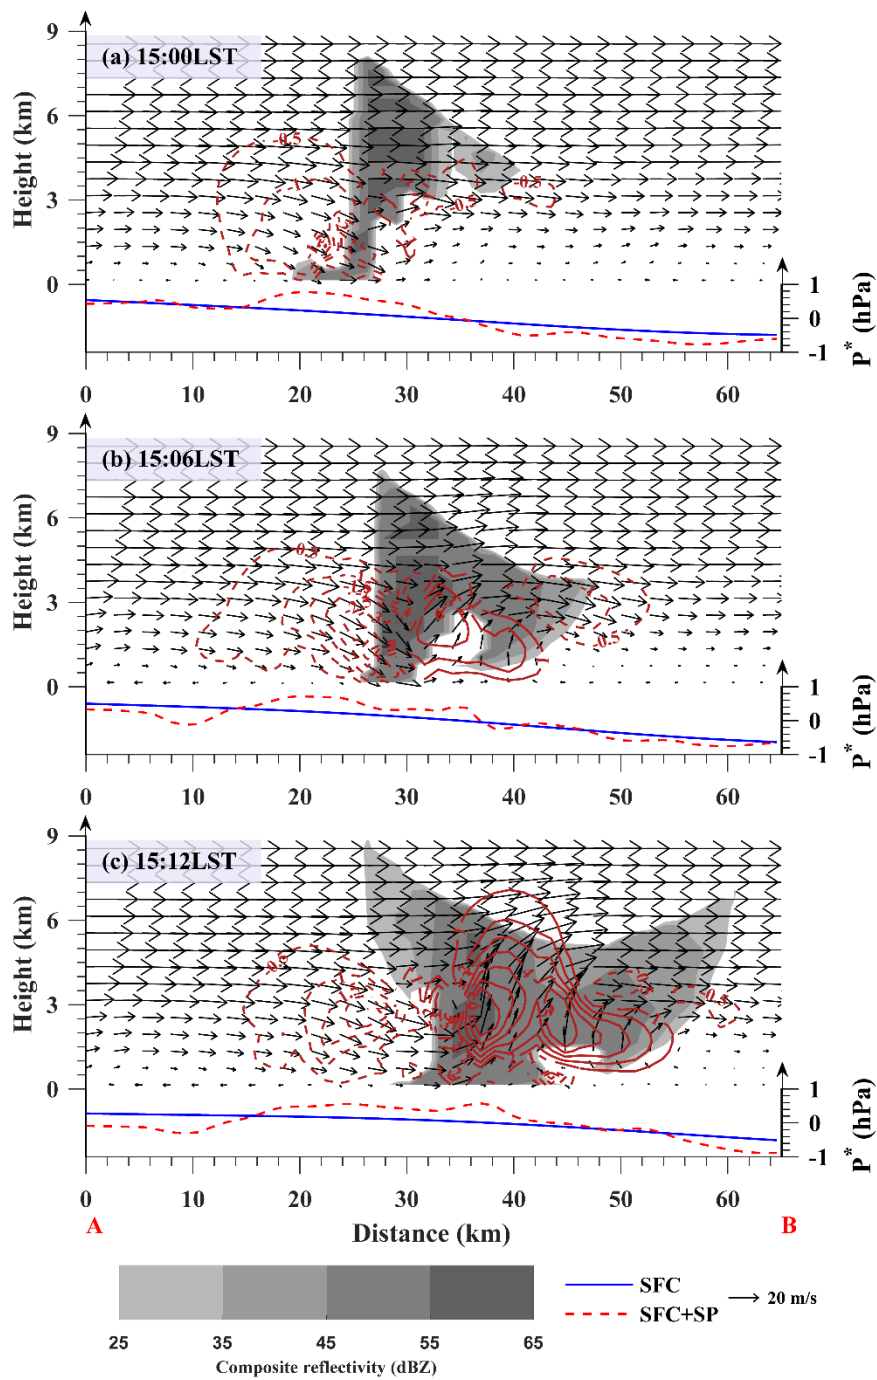 9
(a) 15:00LST
6
-0.5
Height (km)
3
-0.5
-0.5
0
1
0
-1
P* (hPa)
0 10 20 30 40 50 60
9
(b) 15:06LST
6
-0.5
Height (km)
3
-0.5
0
1
0
-1
P* (hPa)
0 10 20 30 40 50 60
9
(c) 15:12LST
6
-0.5
Height (km)
3
-0.5
0
1
0
-1
P* (hPa)
0 10 20 30 40 50 60
A Distance (km) B
SFC
SFC+SP
20 m/s
25 35 45 55 65
Composite reflectivity (dBZ)